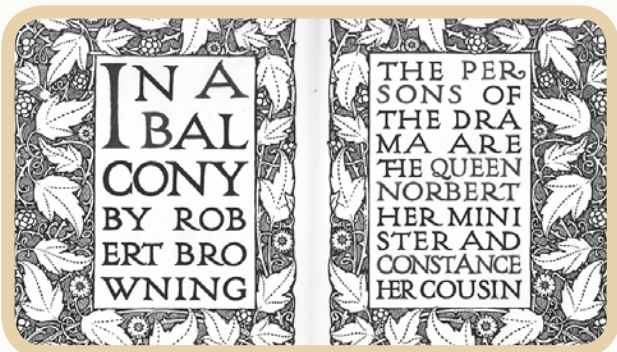 IN A
BAL
CONY
BY ROB
ERT BRO
WNING
THE PER
SONS OF
THE DRA
MA ARE
THE QUEEN
NORBERT
HER MINI
STER AND
CONSTANCE
HER COUSIN